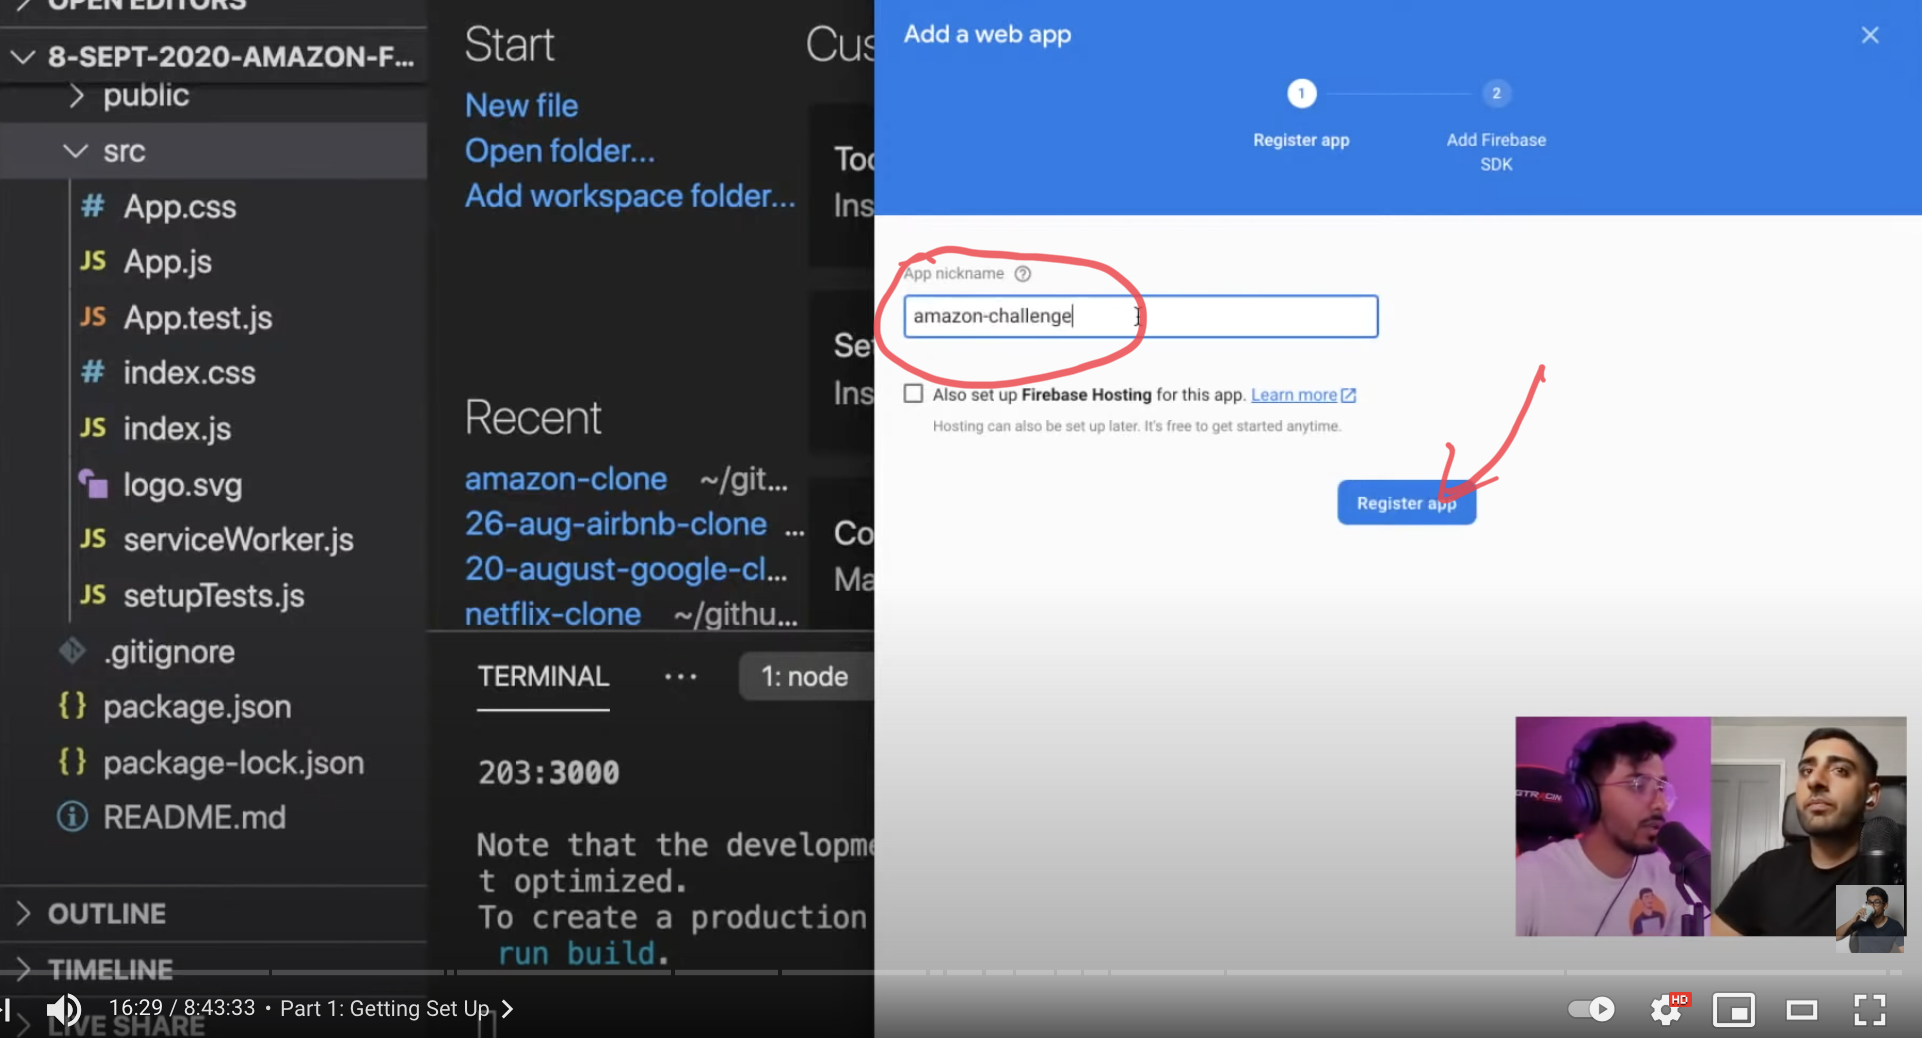 OPEN EDITORS
8-SEPT-2020-AMAZON-F...
public
src
# App.css
JS App.js
JS App.test.js
# index.css
JS index.js
logo.svg
JS serviceWorker.js
JS setupTests.js
.gitignore
{} package.json
{} package-lock.json
README.md
OUTLINE
TIMELINE
LIVE SHARE
Start
New file
Open folder...
Add workspace folder...
Recent
amazon-clone ~/git...
26-aug-airbnb-clone ...
20-august-google-cl...
netflix-clone ~/githu...
Cus
Too
Ins
Set
Ins
Co
Ma
TERMINAL ... 1: node
203:3000
Note that the developme
t optimized.
To create a production
run build.
Add a web app
1 2
Register app
Add Firebase
SDK
App nickname
amazon-challenge
Also set up Firebase Hosting for this app. Learn more
Hosting can also be set up later. It's free to get started anytime.
Register app
16:29 / 8:43:33 • Part 1: Getting Set Up
HD